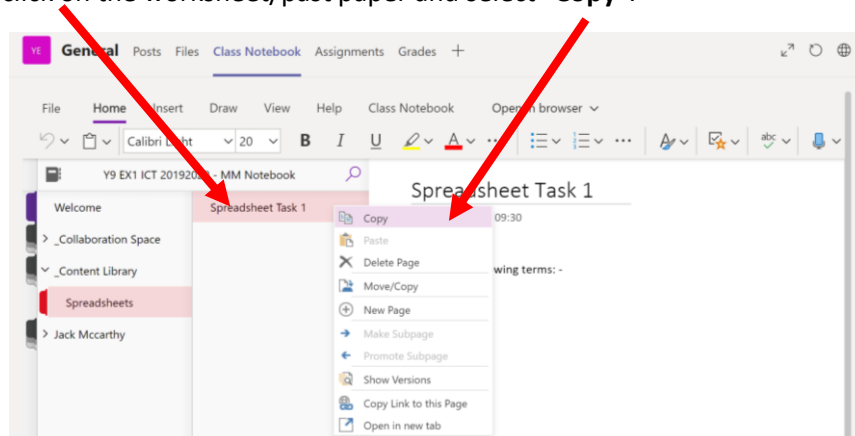 click on the worksheet/past paper and select "Copy".
YE General Posts Files Class Notebook Assignments Grades +
File Home Insert Draw View Help Class Notebook Open in browser
Calibri Light 20 B I U A abc
Y9 EX1 ICT 2019202 - MM Notebook
Spreadsheet Task 1
09:30
wing terms: -
Welcome
_Collaboration Space
_Content Library
Spreadsheets
Jack Mccarthy
Spreadsheet Task 1
Copy
Paste
Delete Page
Move/Copy
New Page
Make Subpage
Promote Subpage
Show Versions
Copy Link to this Page
Open in new tab